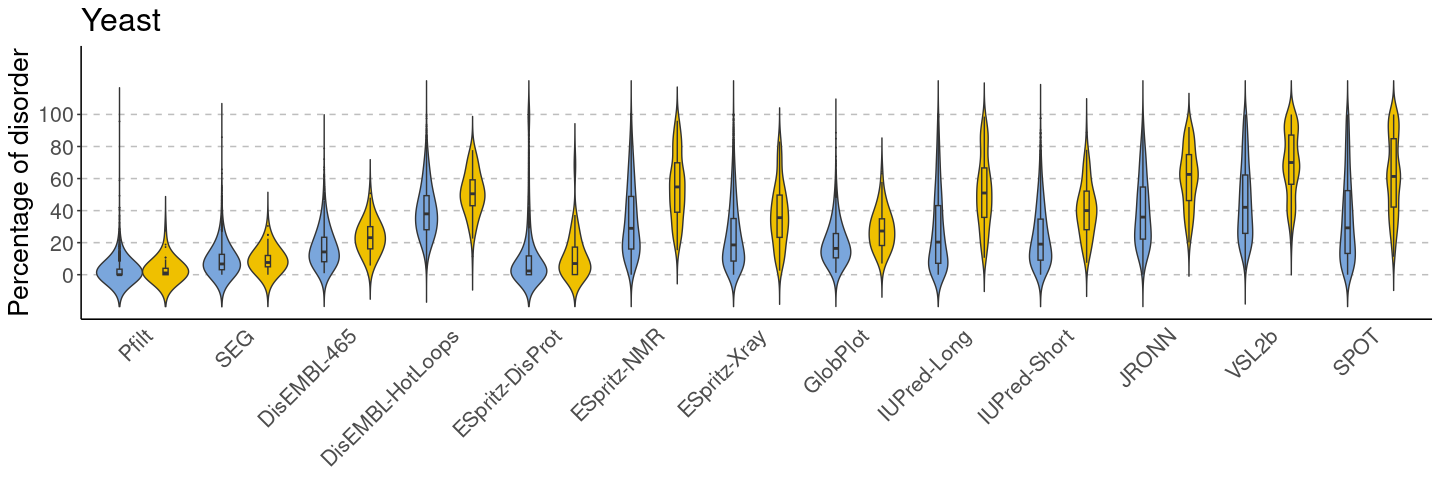 Yeast
Percentage of disorder
100
80
60
40
20
0
Pfilt
SEG
DisEMBL-465
DisEMBL-HotLoops
ESpritz-DisProt
ESpritz-NMR
ESpritz-Xray
GlobPlot
IUPred-Long
IUPred-Short
JRONN
VSL2b
SPOT